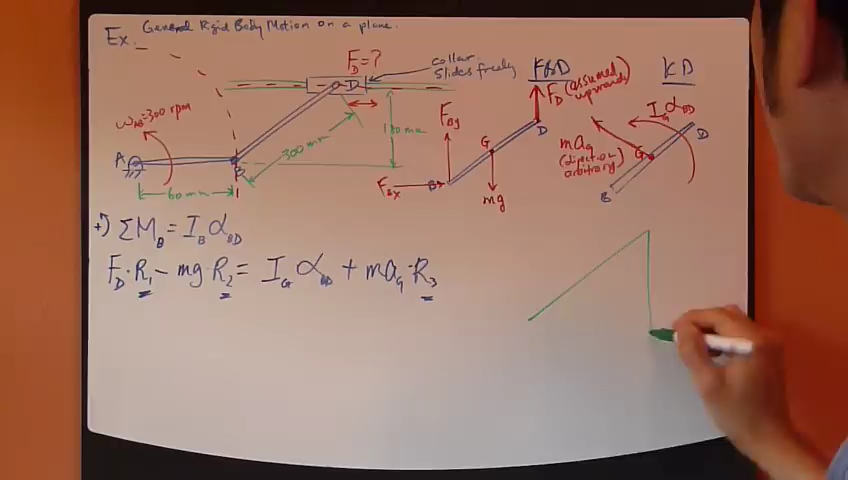 Ex. General Rigid Body Motion on a plane.
F_D = ?
collar
slides freely
FBD
KD
D
ω_AB = 300 rpm
F_D (assumed upwards)
I_G α_BD
F_By
A
300 mm
180 mm
G
D
ma_G
(direction arbitrary)
G
D
B
60 mm
F_Bx
B
mg
B
+) ΣM_B = I_B α_BD
F_D · R_1 - mg · R_2 = I_G α_BD + ma_G · R_3